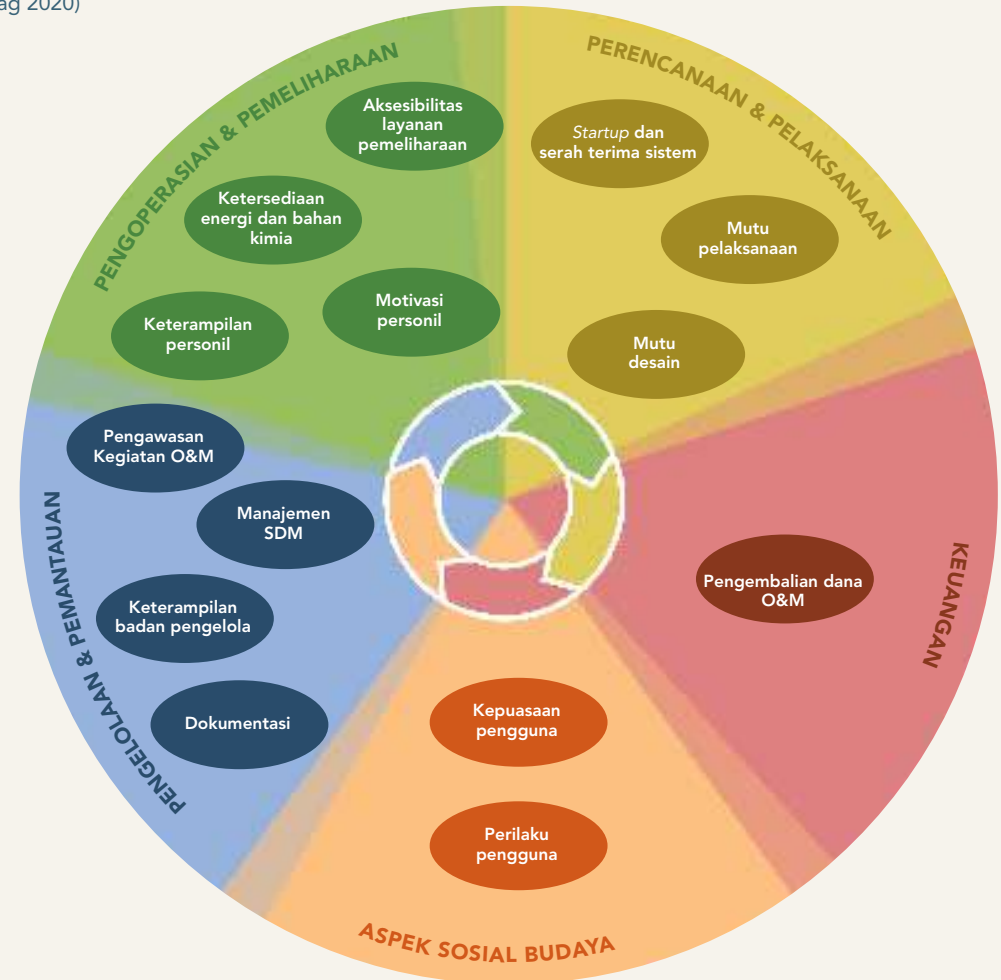 ag 2020)
PENGOPERASIAN & PEMELIHARAAN
Aksesibilitas
layanan
pemeliharaan
Ketersediaan
energi dan bahan
kimia
Motivasi
personil
Keterampilan
personil
PERENCANAAN & PELAKSANAAN
Startup dan
serah terima sistem
Mutu
pelaksanaan
Mutu
desain
KEUANGAN
Pengembalian dana
O&M
ASPEK SOSIAL BUDAYA
Kepuasaan
pengguna
Perilaku
pengguna
PENGELOLAAN & PEMANTAUAN
Pengawasan
Kegiatan O&M
Manajemen
SDM
Keterampilan
badan pengelola
Dokumentasi